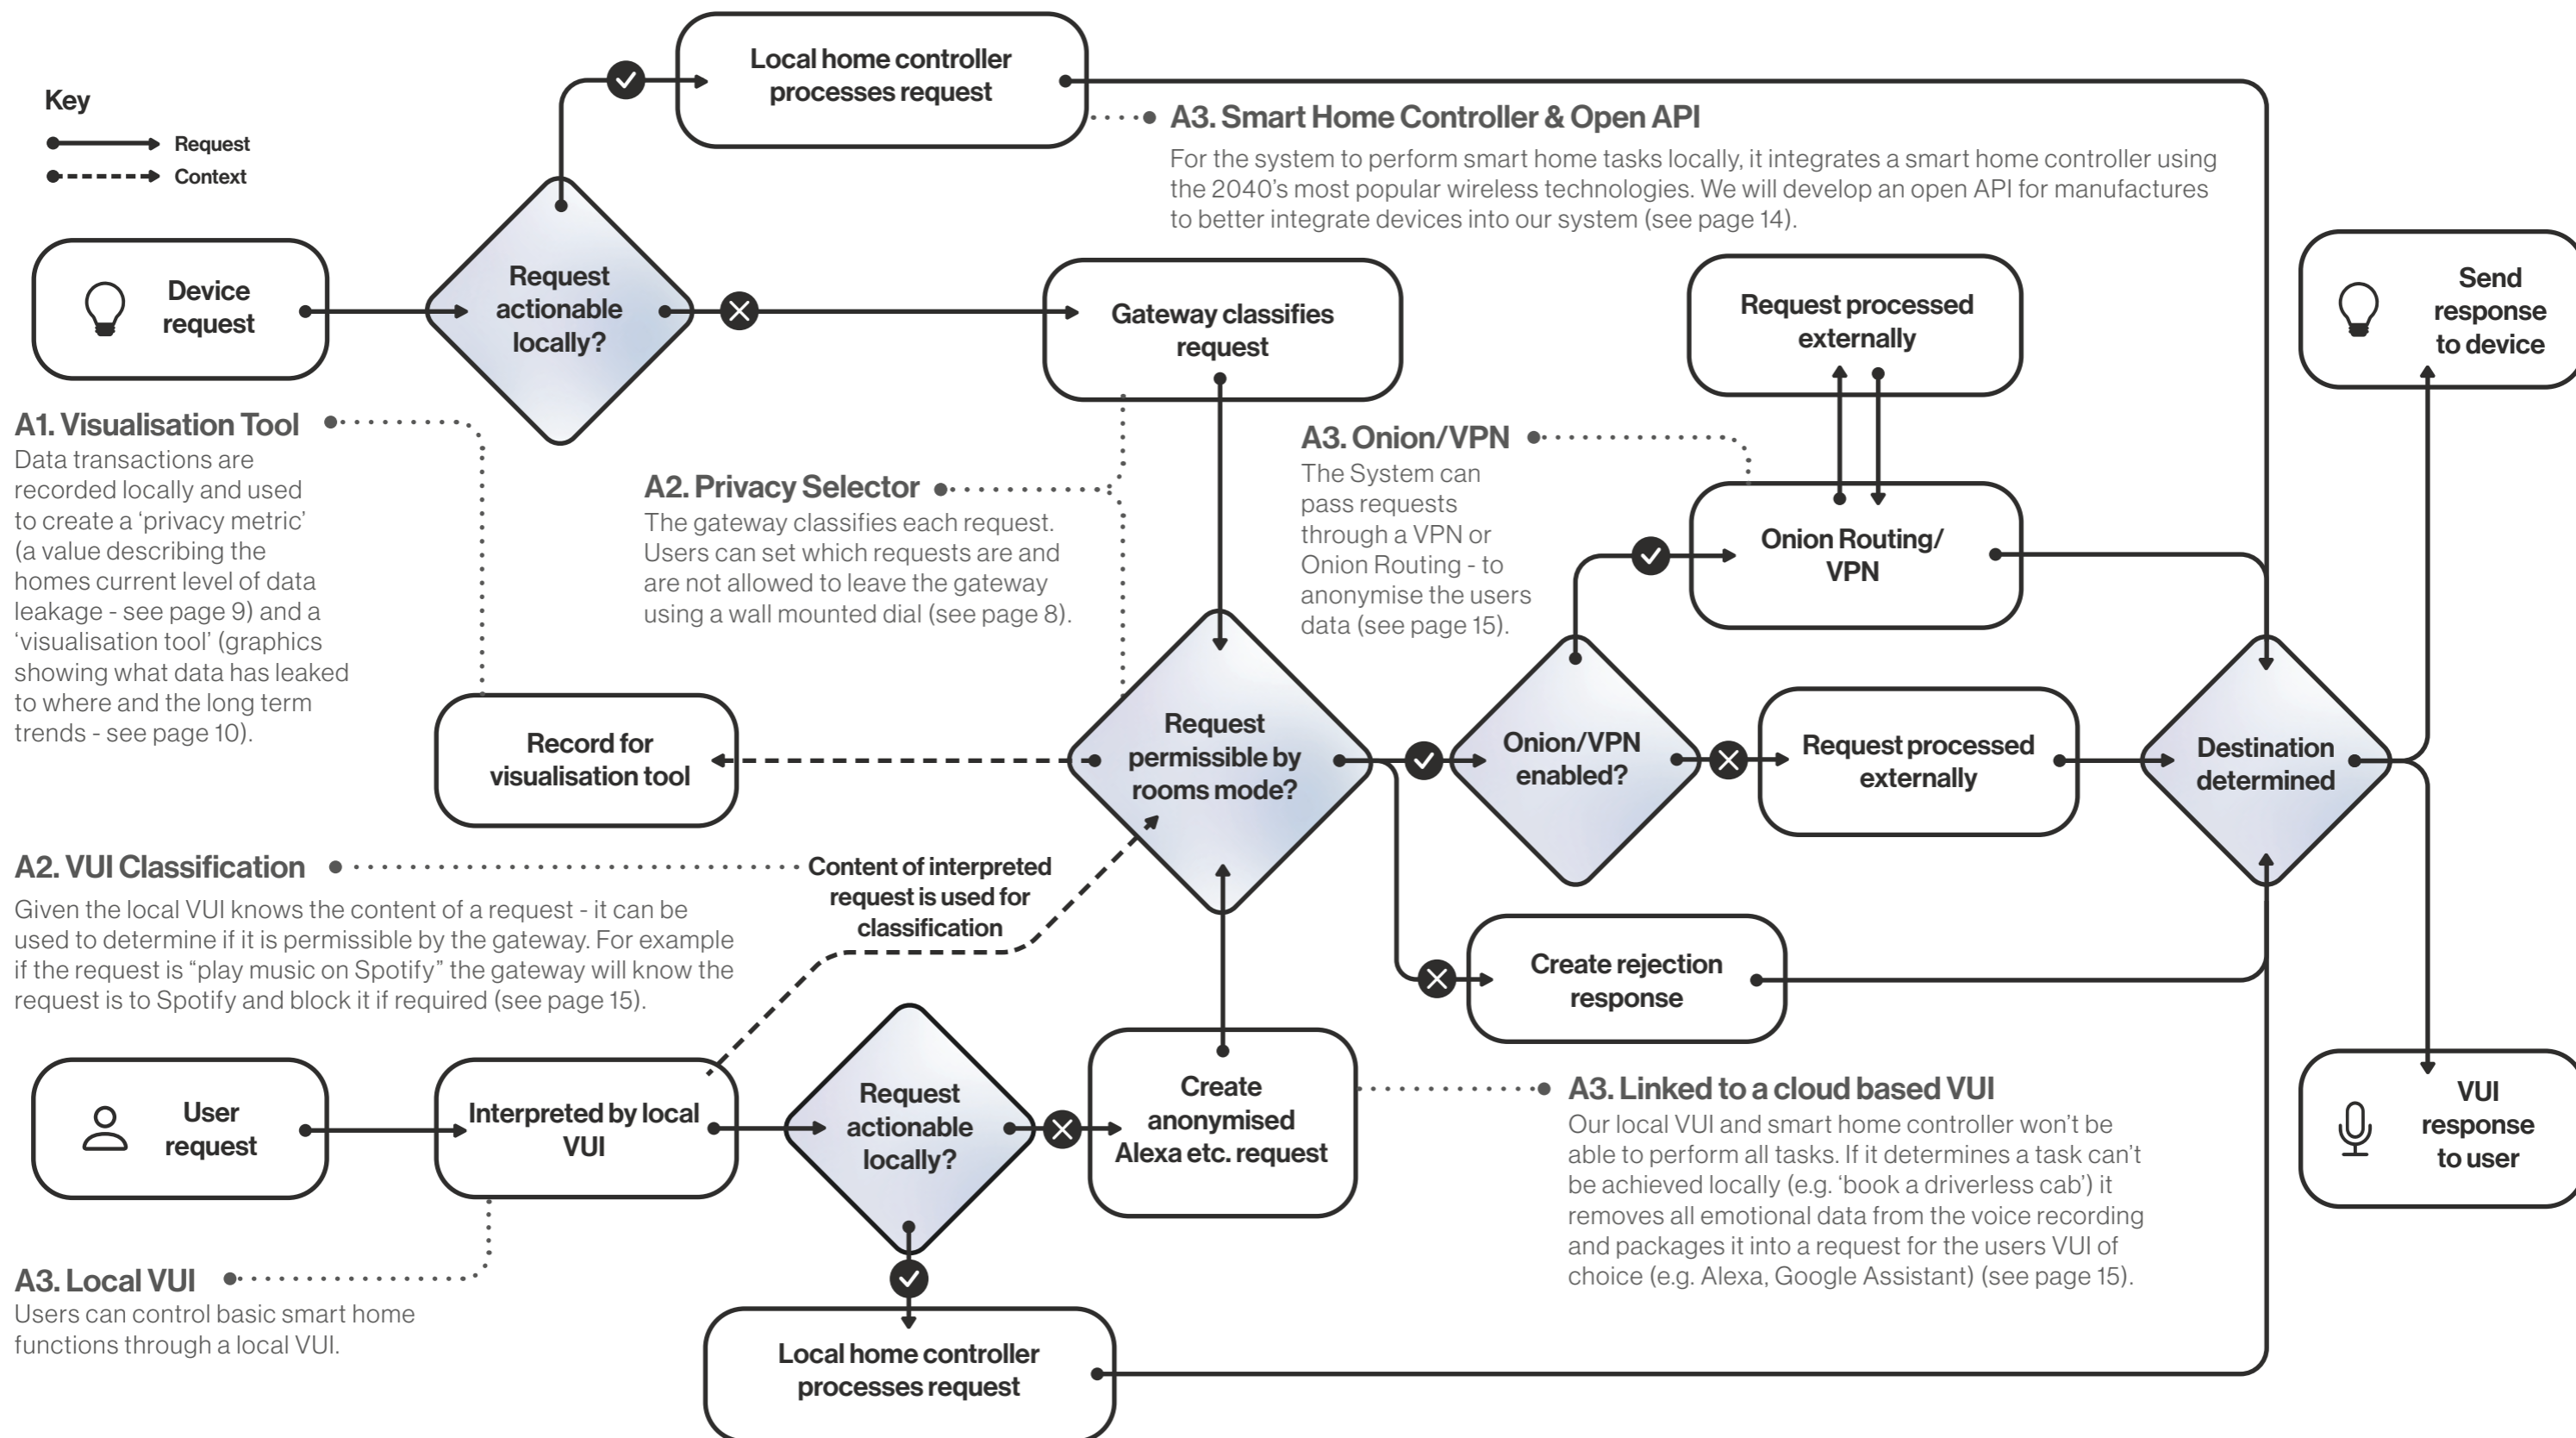 Key
Request
Context
Local home controller
processes request
A3. Smart Home Controller & Open API
For the system to perform smart home tasks locally, it integrates a smart home controller using
the 2040's most popular wireless technologies. We will develop an open API for manufactures
to better integrate devices into our system (see page 14).
Device
request
Request
actionable
locally?
Gateway classifies
request
Request processed
externally
Send
response
to device
A1. Visualisation Tool
Data transactions are
recorded locally and used
to create a ‘privacy metric’
(a value describing the
homes current level of data
leakage - see page 9) and a
‘visualisation tool’ (graphics
showing what data has leaked
to where and the long term
trends - see page 10).
A2. Privacy Selector
The gateway classifies each request.
Users can set which requests are and
are not allowed to leave the gateway
using a wall mounted dial (see page 8).
A3. Onion/VPN
The System can
pass requests
through a VPN or
Onion Routing - to
anonymise the users
data (see page 15).
Onion Routing/
VPN
Record for
visualisation tool
Request
permissible by
rooms mode?
Onion/VPN
enabled?
Request processed
externally
Destination
determined
A2. VUI Classification
Given the local VUI knows the content of a request - it can be
used to determine if it is permissible by the gateway. For example
if the request is “play music on Spotify” the gateway will know the
request is to Spotify and block it if required (see page 15).
Content of interpreted
request is used for
classification
Create rejection
response
User
request
Interpreted by local
VUI
Request
actionable
locally?
Create
anonymised
Alexa etc. request
A3. Linked to a cloud based VUI
Our local VUI and smart home controller won’t be
able to perform all tasks. If it determines a task can’t
be achieved locally (e.g. ‘book a driverless cab’) it
removes all emotional data from the voice recording
and packages it into a request for the users VUI of
choice (e.g. Alexa, Google Assistant) (see page 15).
VUI
response
to user
A3. Local VUI
Users can control basic smart home
functions through a local VUI.
Local home controller
processes request